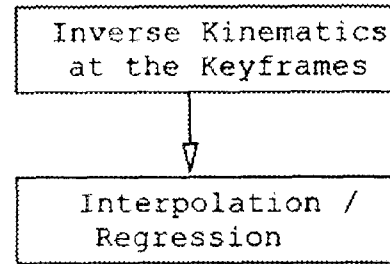 Inverse Kinematics
at the Keyframes
Interpolation /
Regression